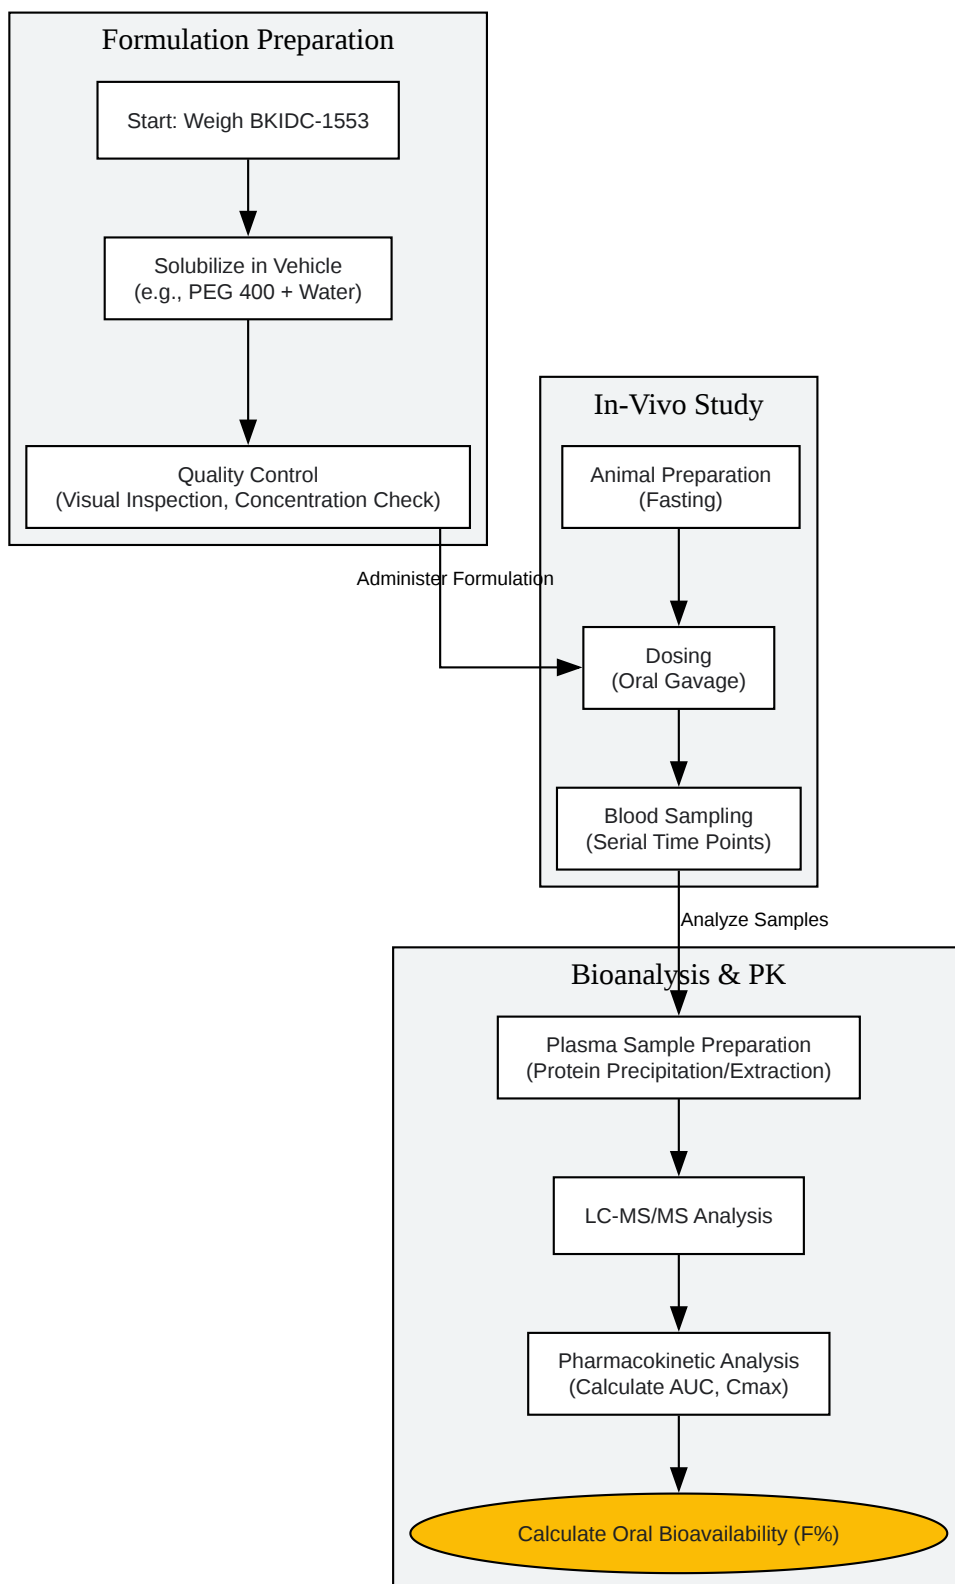 Formulation Preparation
Start: Weigh BKIDC-1553
Solubilize in Vehicle
(e.g., PEG 400 + Water)
Quality Control
(Visual Inspection, Concentration Check)
Administer Formulation
In-Vivo Study
Animal Preparation
(Fasting)
Dosing
(Oral Gavage)
Blood Sampling
(Serial Time Points)
Analyze Samples
Bioanalysis & PK
Plasma Sample Preparation
(Protein Precipitation/Extraction)
LC-MS/MS Analysis
Pharmacokinetic Analysis
(Calculate AUC, Cmax)
Calculate Oral Bioavailability (F%)